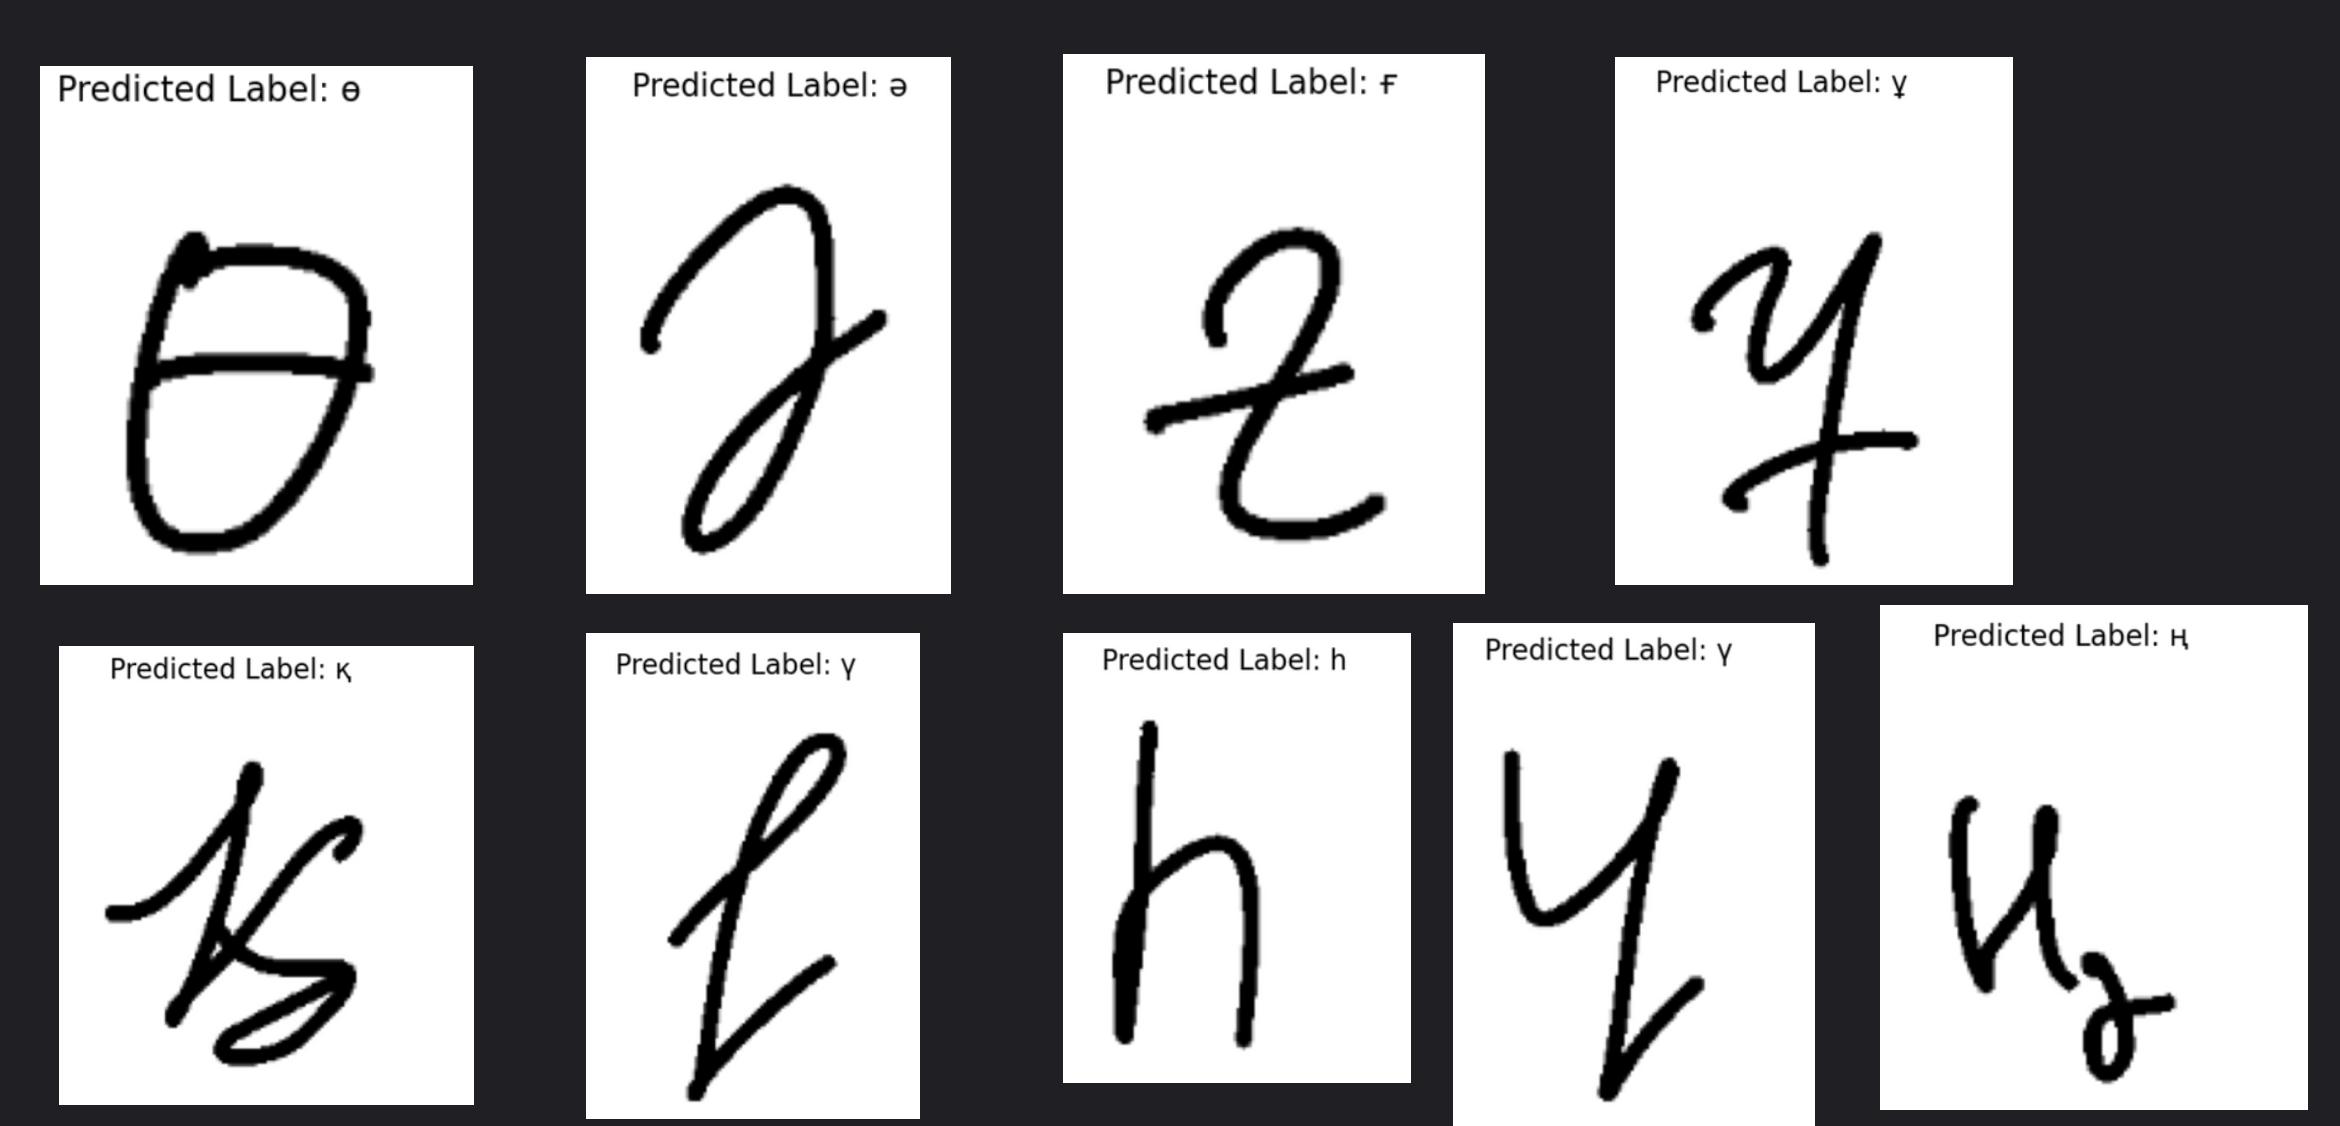 Predicted Label: ө
Predicted Label: ә
Predicted Label: ғ
Predicted Label: ұ
ө
ә
ғ
ұ
Predicted Label: қ
Predicted Label: ү
Predicted Label: һ
Predicted Label: ү
Predicted Label: ң
қ
һ
ү
ң